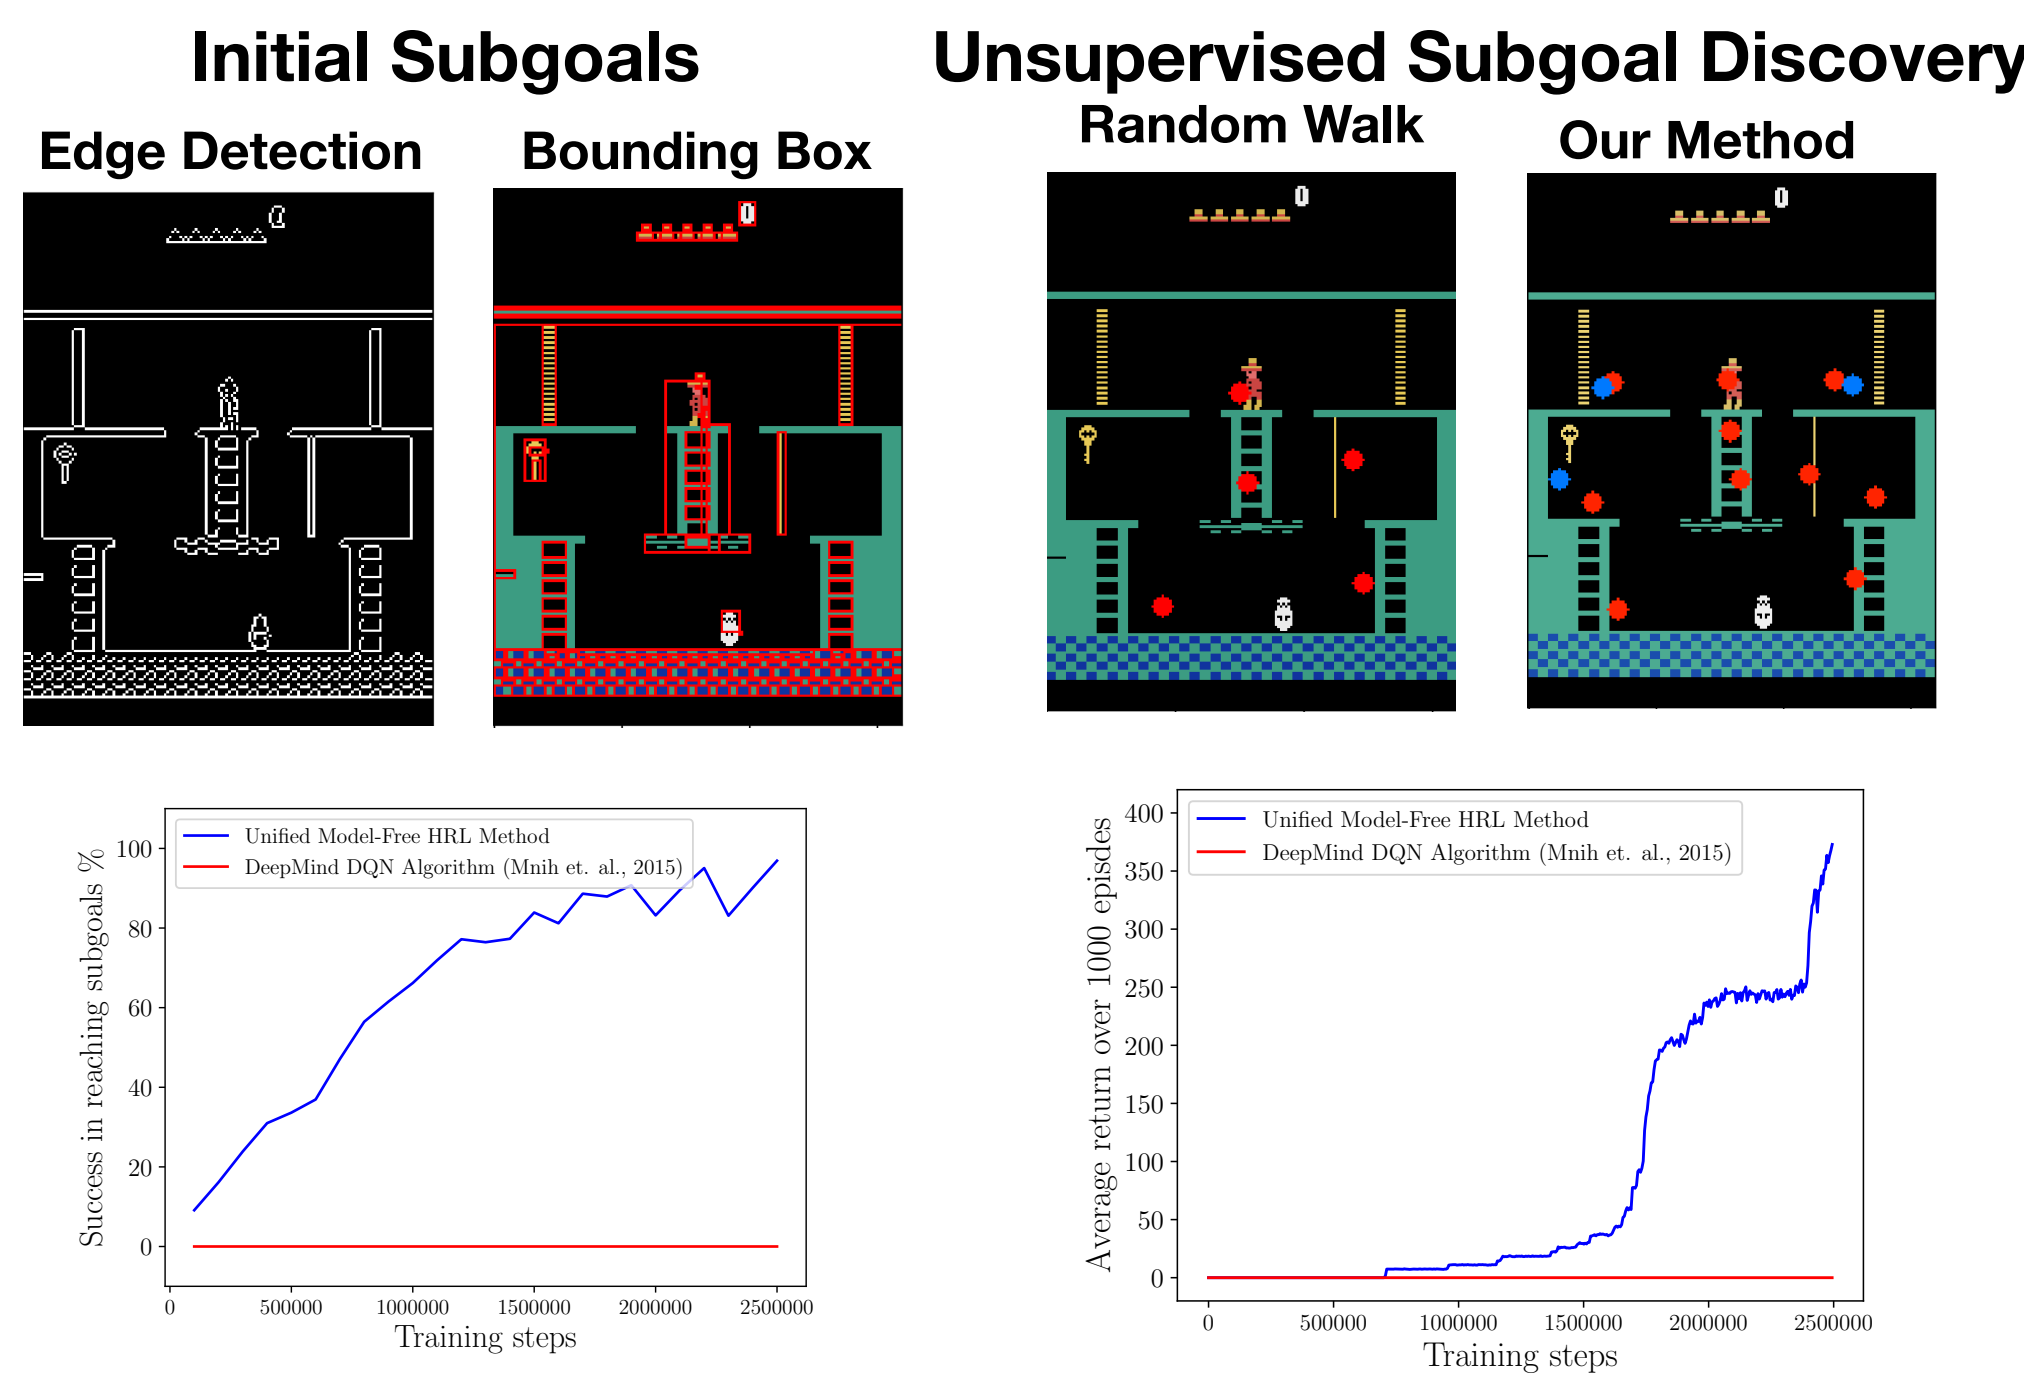 Initial Subgoals
Unsupervised Subgoal Discovery
Edge Detection
Bounding Box
Random Walk
Our Method
0
0
0
0
Unified Model-Free HRL Method
DeepMind DQN Algorithm (Mnih et. al., 2015)
Success in reaching subgoals %
100
80
60
40
20
0
0 500000 1000000 1500000 2000000 2500000
Training steps
Unified Model-Free HRL Method
DeepMind DQN Algorithm (Mnih et. al., 2015)
Average return over 1000 episdes
400
350
300
250
200
150
100
50
0
0 500000 1000000 1500000 2000000 2500000
Training steps